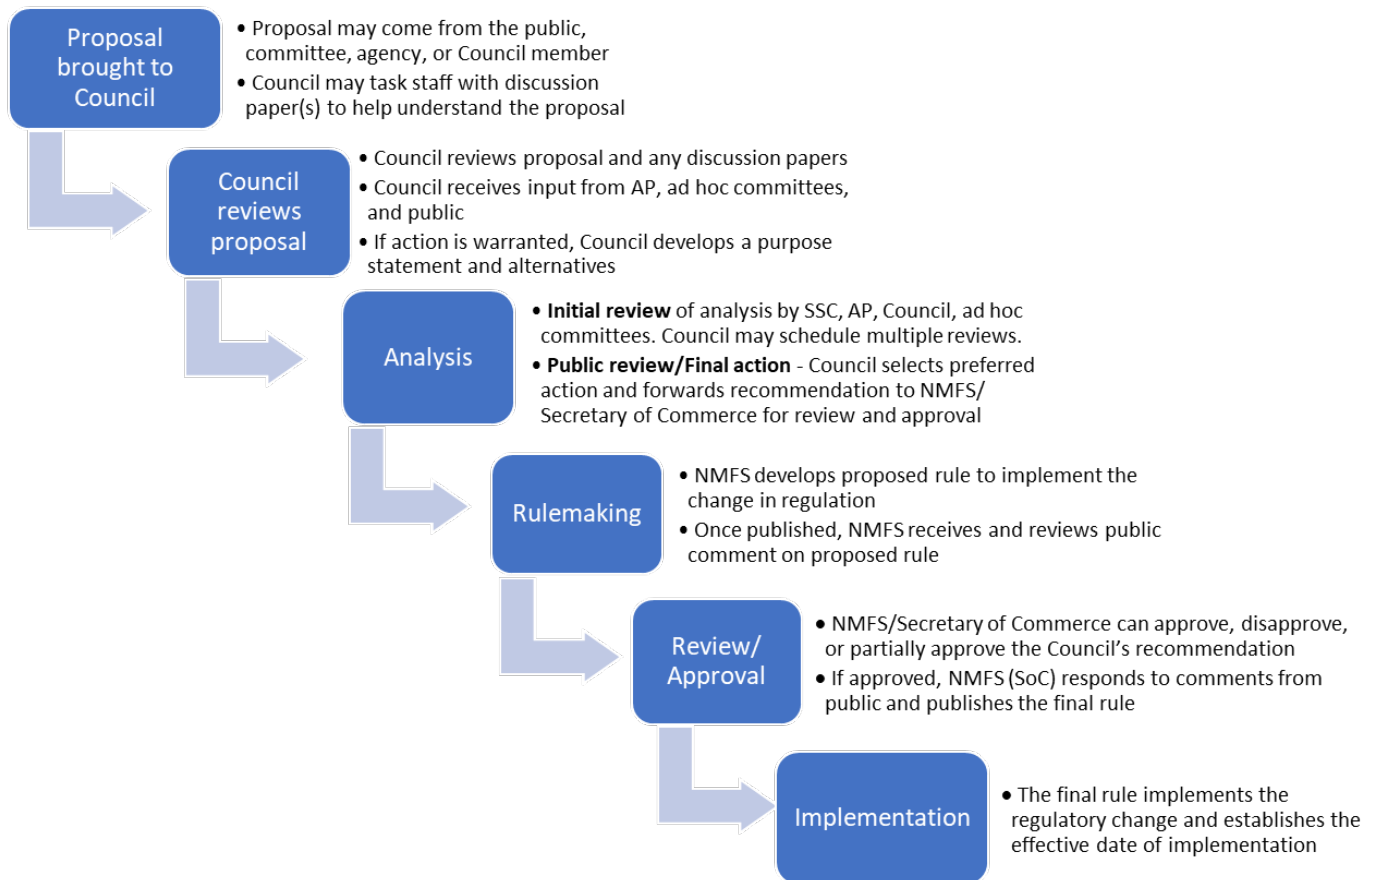 Proposal
brought to
Council
• Proposal may come from the public,
committee, agency, or Council member
• Council may task staff with discussion
paper(s) to help understand the proposal
Council
reviews
proposal
• Council reviews proposal and any discussion papers
• Council receives input from AP, ad hoc committees,
and public
• If action is warranted, Council develops a purpose
statement and alternatives
Analysis
• Initial review of analysis by SSC, AP, Council, ad hoc
committees. Council may schedule multiple reviews.
• Public review/Final action - Council selects preferred
action and forwards recommendation to NMFS/
Secretary of Commerce for review and approval
Rulemaking
• NMFS develops proposed rule to implement the
change in regulation
• Once published, NMFS receives and reviews public
comment on proposed rule
Review/
Approval
• NMFS/Secretary of Commerce can approve, disapprove,
or partially approve the Council’s recommendation
• If approved, NMFS (SoC) responds to comments from
public and publishes the final rule
Implementation
• The final rule implements the
regulatory change and establishes the
effective date of implementation